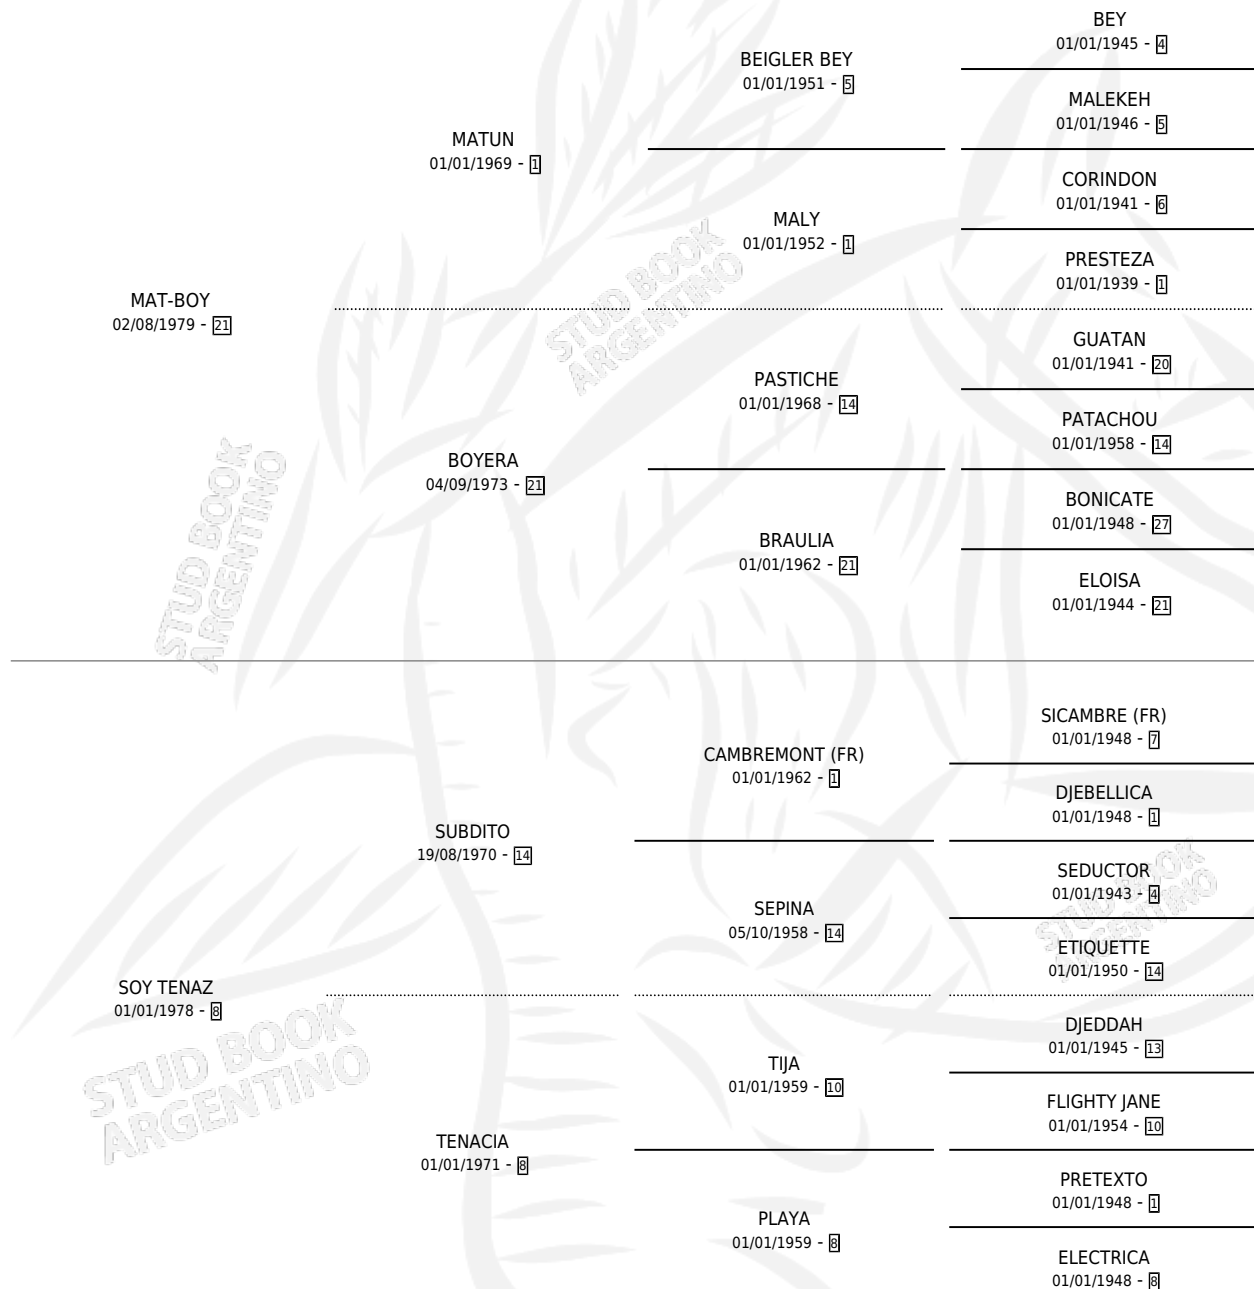 BEY
01/01/1945 - 4
BEIGLER BEY
01/01/1951 - 5
MALEKEH
01/01/1946 - 5
MATUN
01/01/1969 - 1
CORINDON
01/01/1941 - 6
MALY
01/01/1952 - 1
PRESTEZA
01/01/1939 - 1
MAT-BOY
02/08/1979 - 21
GUATAN
01/01/1941 - 20
PASTICHE
01/01/1968 - 14
PATACHOU
01/01/1958 - 14
BOYERA
04/09/1973 - 21
BONICATE
01/01/1948 - 27
BRAULIA
01/01/1962 - 21
ELOISA
01/01/1944 - 21
SICAMBRE (FR)
01/01/1948 - 7
CAMBREMONT (FR)
01/01/1962 - 1
DJEBELLICA
01/01/1948 - 1
SUBDITO
19/08/1970 - 14
SEDUCTOR
01/01/1943 - 4
SEPINA
05/10/1958 - 14
ETIQUETTE
01/01/1950 - 14
SOY TENAZ
01/01/1978 - 8
DJEDDAH
01/01/1945 - 13
TIJA
01/01/1959 - 10
FLIGHTY JANE
01/01/1954 - 10
TENACIA
01/01/1971 - 8
PRETEXTO
01/01/1948 - 1
PLAYA
01/01/1959 - 8
ELECTRICA
01/01/1948 - 8
STUD BOOK
ARGENTINO
STUD BOOK
ARGENTINO
STUD BOOK
ARGENTINO
STUD BOOK
ARGENTINO